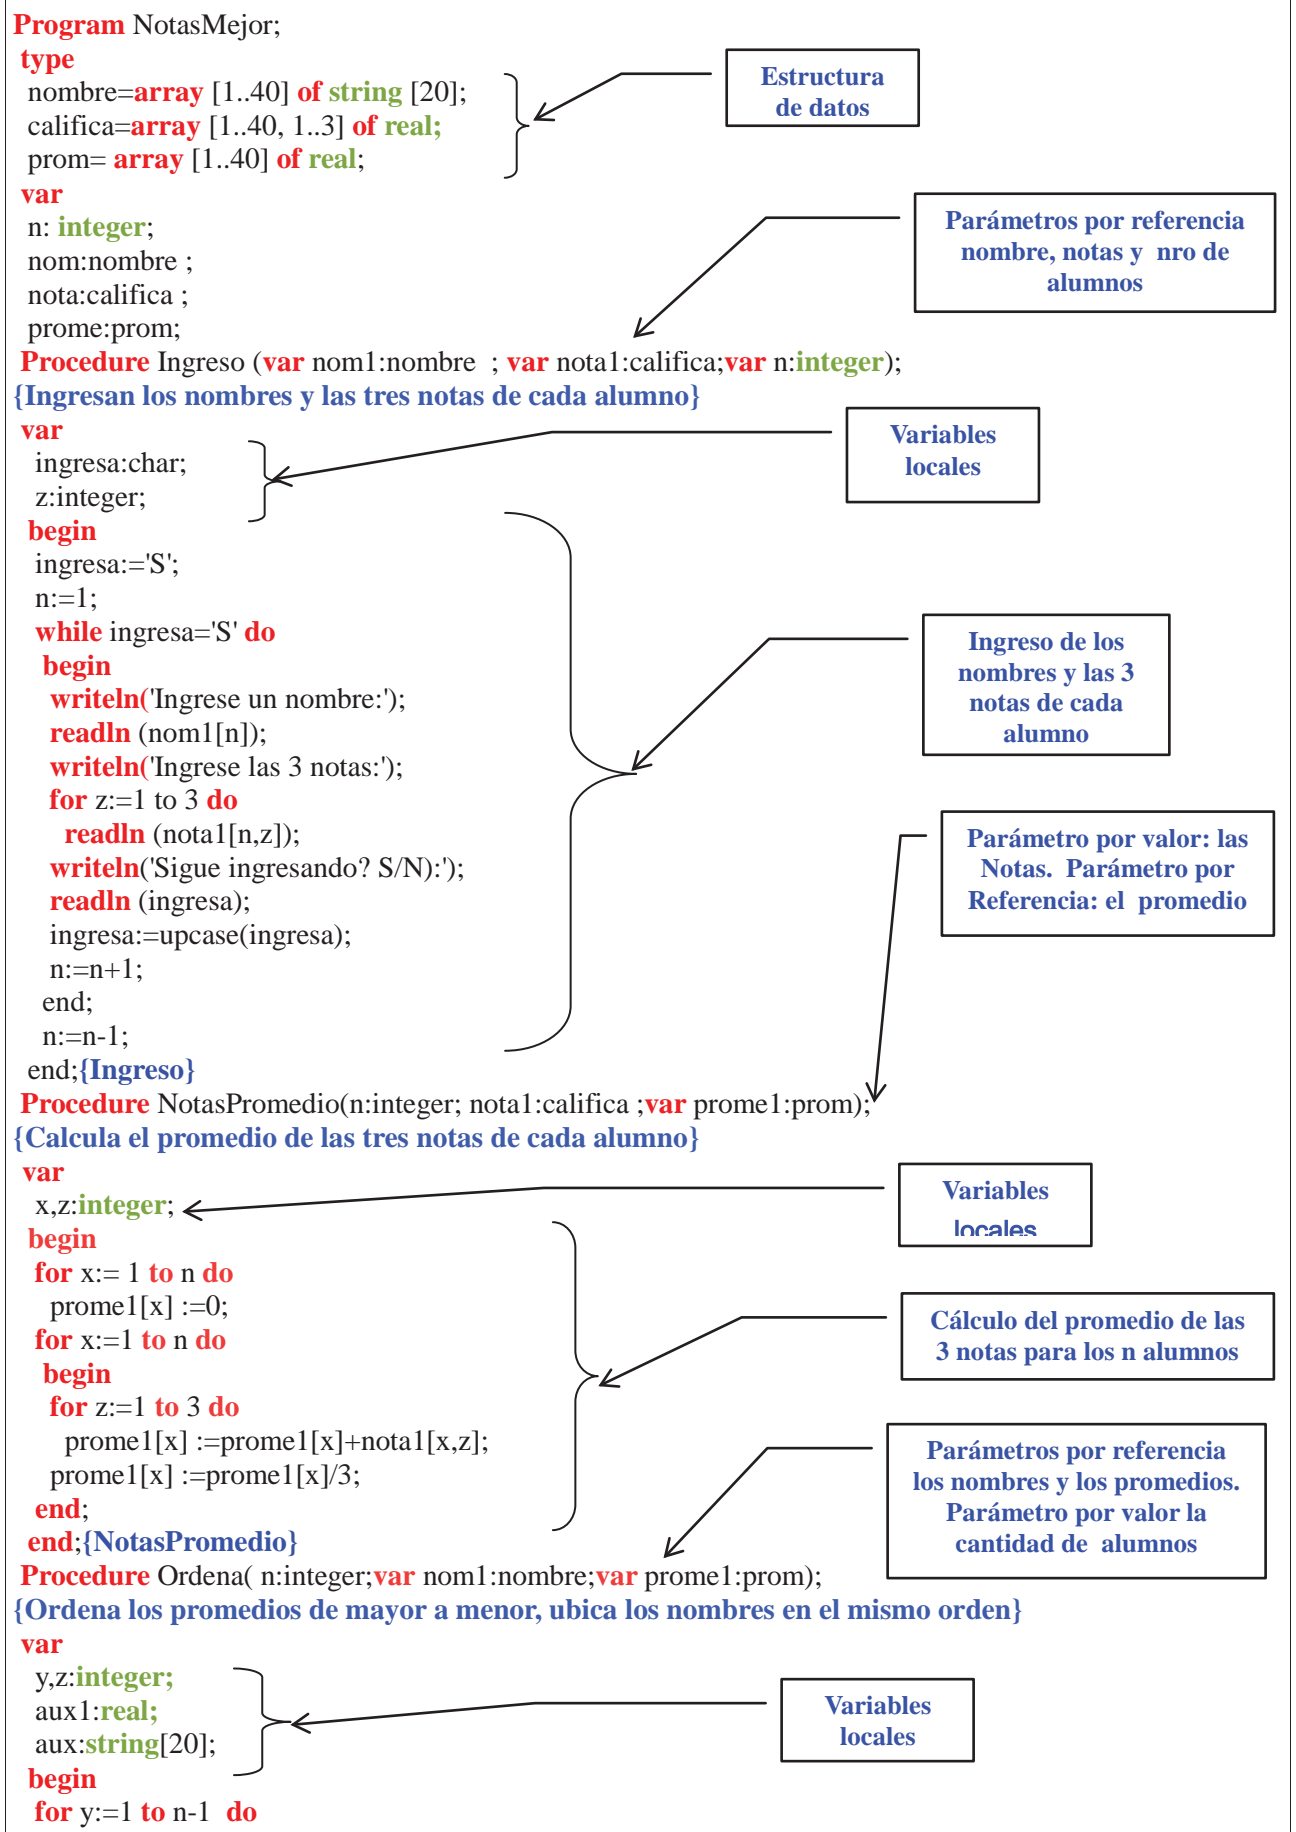 Program NotasMejor;
type
nombre=array [1..40] of string [20];
califica=array [1..40, 1..3] of real;
prom= array [1..40] of real;
Estructura
de datos
var
n: integer;
nom:nombre ;
nota:califica ;
prome:prom;
Parámetros por referencia
nombre, notas y nro de
alumnos
Procedure Ingreso (var nom1:nombre ; var nota1:califica;var n:integer);
{Ingresan los nombres y las tres notas de cada alumno}
var
ingresa:char;
z:integer;
Variables
locales
begin
ingresa:='S';
n:=1;
while ingresa='S' do
begin
writeln('Ingrese un nombre:');
readln (nom1[n]);
writeln('Ingrese las 3 notas:');
for z:=1 to 3 do
readln (nota1[n,z]);
writeln('Sigue ingresando? S/N):');
readln (ingresa);
ingresa:=upcase(ingresa);
n:=n+1;
end;
n:=n-1;
end;{Ingreso}
Ingreso de los
nombres y las 3
notas de cada
alumno
Parámetro por valor: las
Notas. Parámetro por
Referencia: el promedio
Procedure NotasPromedio(n:integer; nota1:califica ;var prome1:prom);
{Calcula el promedio de las tres notas de cada alumno}
var
x,z:integer;
Variables
locales
begin
for x:= 1 to n do
prome1[x] :=0;
for x:=1 to n do
begin
for z:=1 to 3 do
prome1[x] :=prome1[x]+nota1[x,z];
prome1[x] :=prome1[x]/3;
end;
end;{NotasPromedio}
Cálculo del promedio de las
3 notas para los n alumnos
Parámetros por referencia
los nombres y los promedios.
Parámetro por valor la
cantidad de alumnos
Procedure Ordena( n:integer;var nom1:nombre;var prome1:prom);
{Ordena los promedios de mayor a menor, ubica los nombres en el mismo orden}
var
y,z:integer;
aux1:real;
aux:string[20];
Variables
locales
begin
for y:=1 to n-1 do